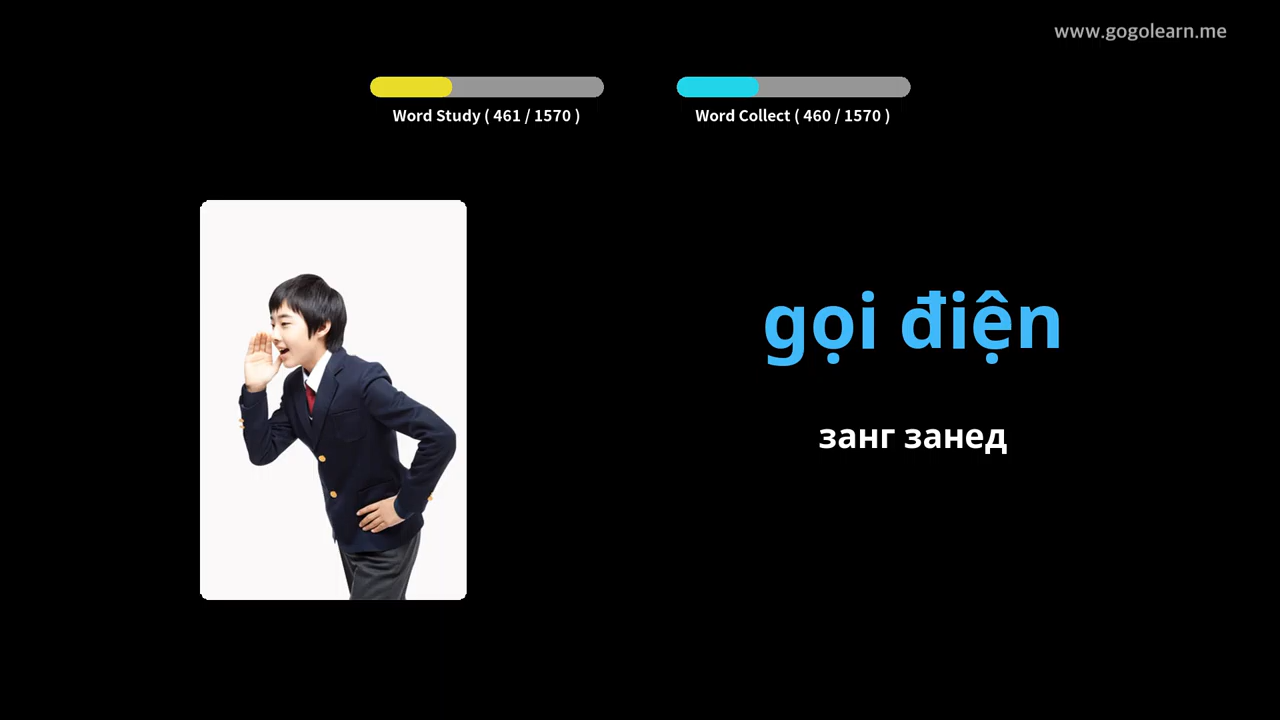 www.gogolearn.me
Word Study ( 461 / 1570 )
Word Collect ( 460 / 1570 )
gọi điện
занг занед